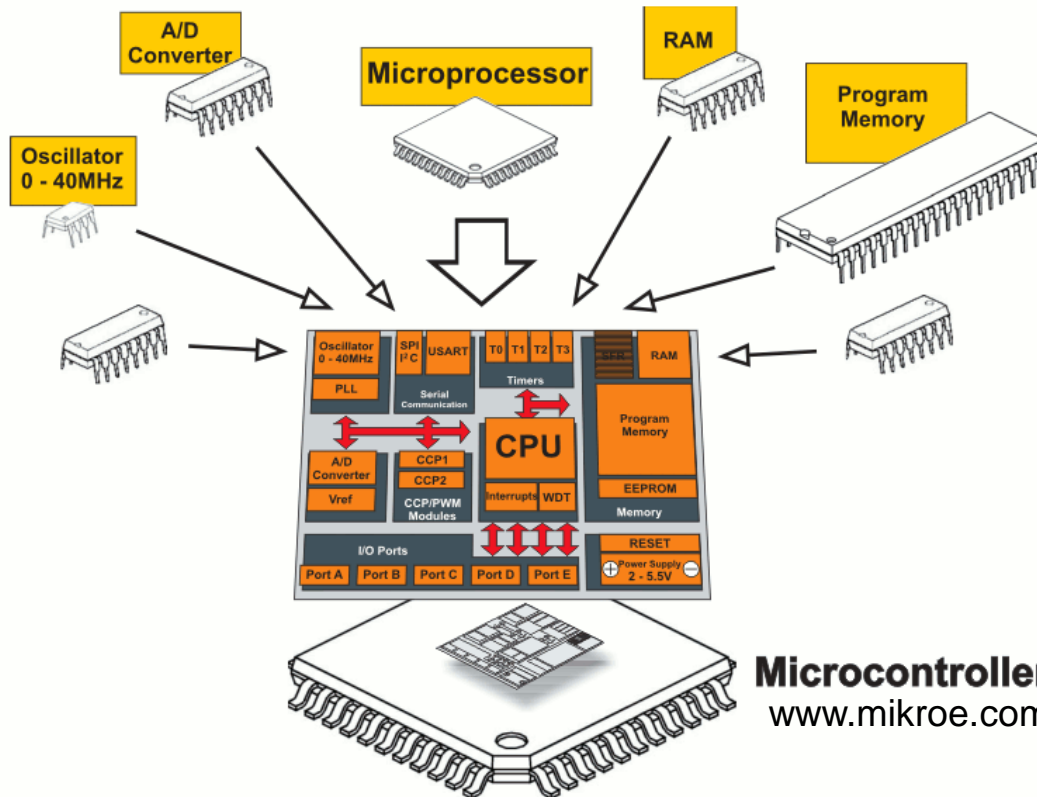 A/D
Converter
Microprocessor
RAM
Program
Memory
Oscillator
0 - 40MHz
Oscillator
0 - 40MHz
PLL
SPI
I²C
USART
Serial
Communication
T0 T1 T2 T3
Timers
SFR
RAM
Program
Memory
EEPROM
Memory
A/D
Converter
Vref
CCP1
CCP2
CCP/PWM
Modules
CPU
Interrupts
WDT
I/O Ports
Port A Port B Port C Port D Port E
RESET
+ Power Supply −
2 - 5.5V
Microcontroller
www.mikroe.com